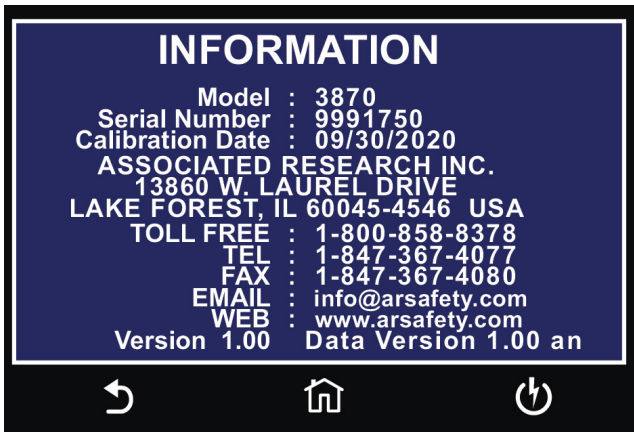 INFORMATION
Model : 3870
Serial Number : 9991750
Calibration Date : 09/30/2020
ASSOCIATED RESEARCH INC.
13860 W. LAUREL DRIVE
LAKE FOREST, IL 60045-4546 USA
TOLL FREE : 1-800-858-8378
TEL : 1-847-367-4077
FAX : 1-847-367-4080
EMAIL : info@arsafety.com
WEB : www.arsafety.com
Version 1.00 Data Version 1.00 an